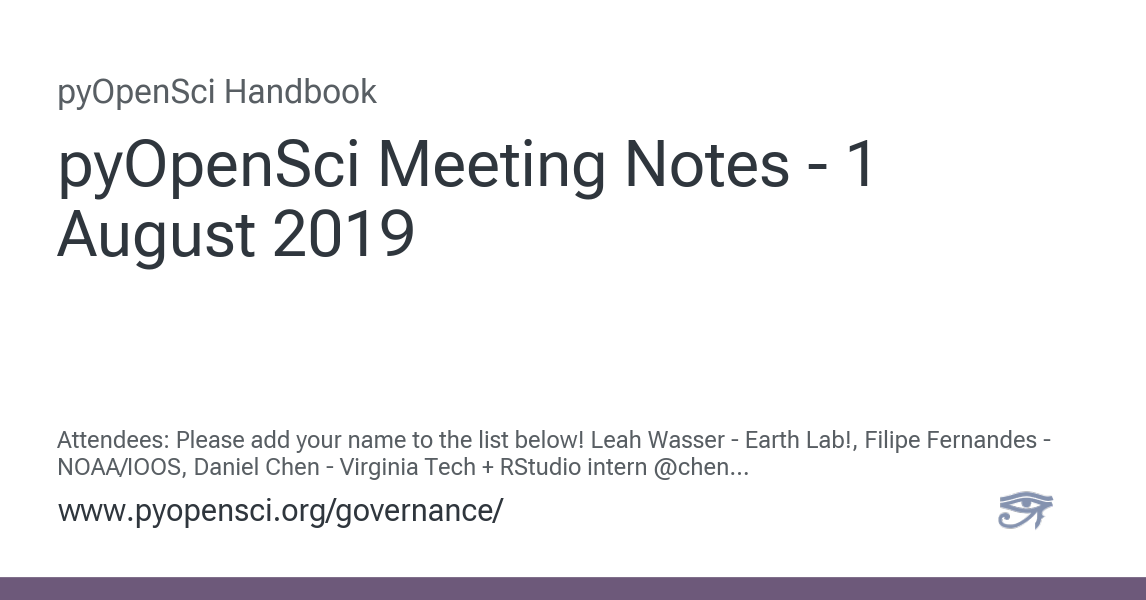 pyOpenSci Handbook
pyOpenSci Meeting Notes - 1
August 2019
Attendees: Please add your name to the list below! Leah Wasser - Earth Lab!, Filipe Fernandes -
NOAA/IOOS, Daniel Chen - Virginia Tech + RStudio intern @chen...
www.pyopensci.org/governance/